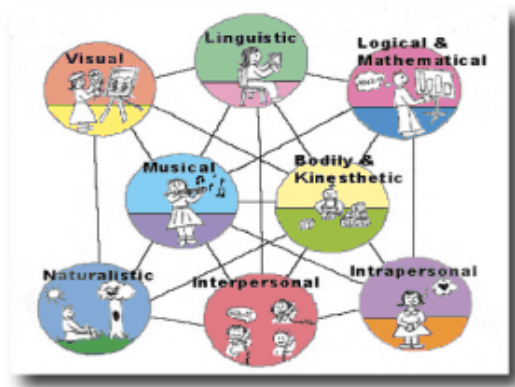 Linguistic
Visual
Logical &
Mathematical
Musical
Bodily &
Kinesthetic
Naturalistic
Interpersonal
Intrapersonal